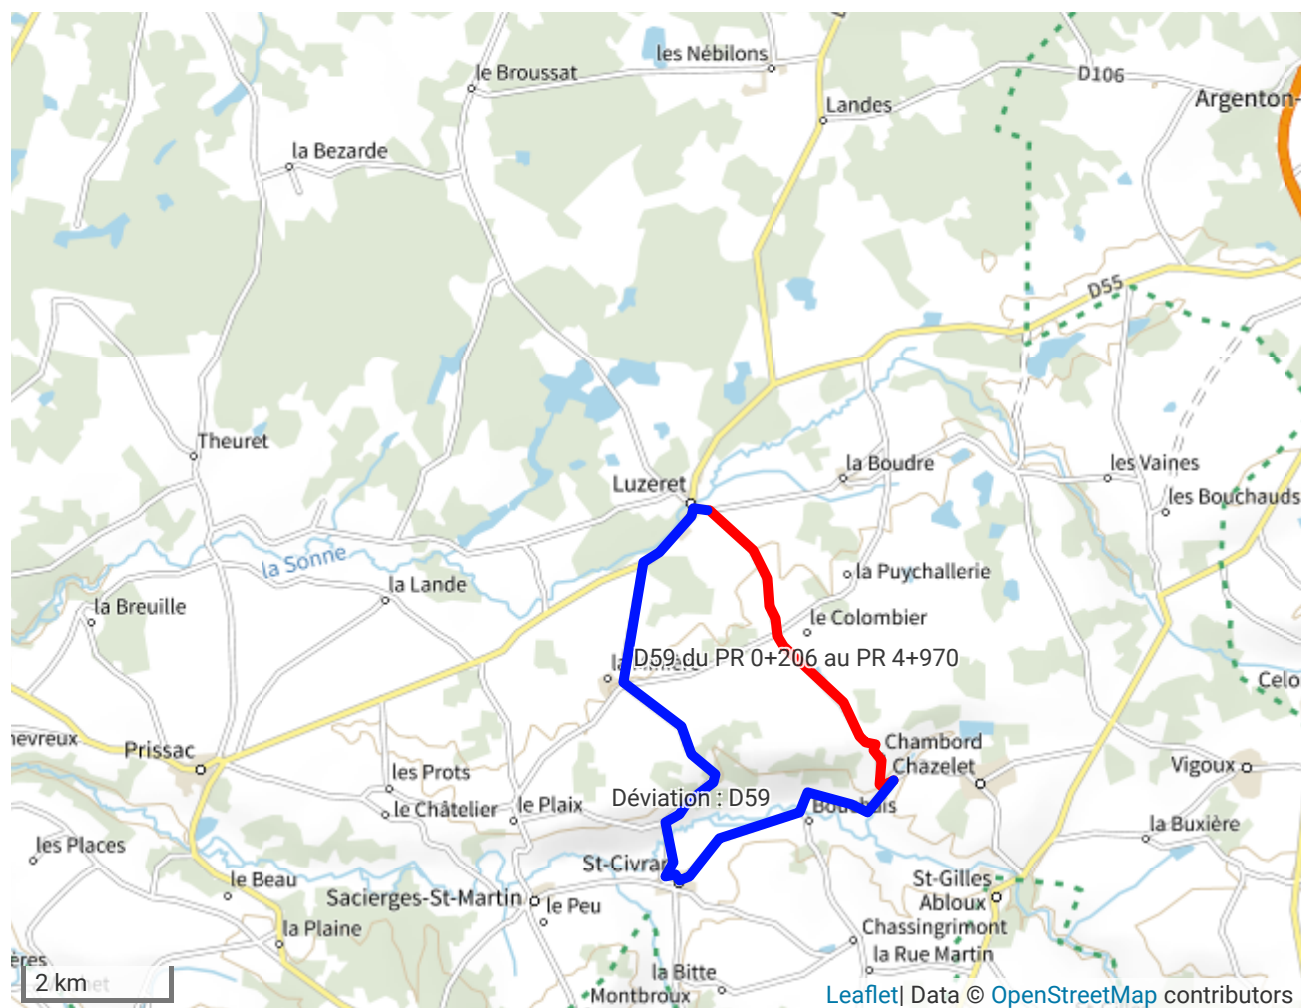 les Nébilons
le Broussat
D106
Argenton-
Landes
la Bezarde
D55
Theuret
la Boudre
les Vaines
Luzeret
les Bouchauds
la Sonne
la Puychallerie
la Lande
la Breuille
le Colombier
D59 du PR 0+206 au PR 4+970
Celo
nevreux
Prissac
Chambord
Chazelet
Vigoux
les Prots
Déviation : D59
le Châtelier
le Plaix
la Buxière
les Places
St-Civran
le Beau
St-Gilles
Abloux
Sacierges-St-Martin
le Peu
la Plaine
Chassingrimont
la Rue Martin
ères
la Bitte
2 km
Montbroux
Leaflet| Data © OpenStreetMap contributors